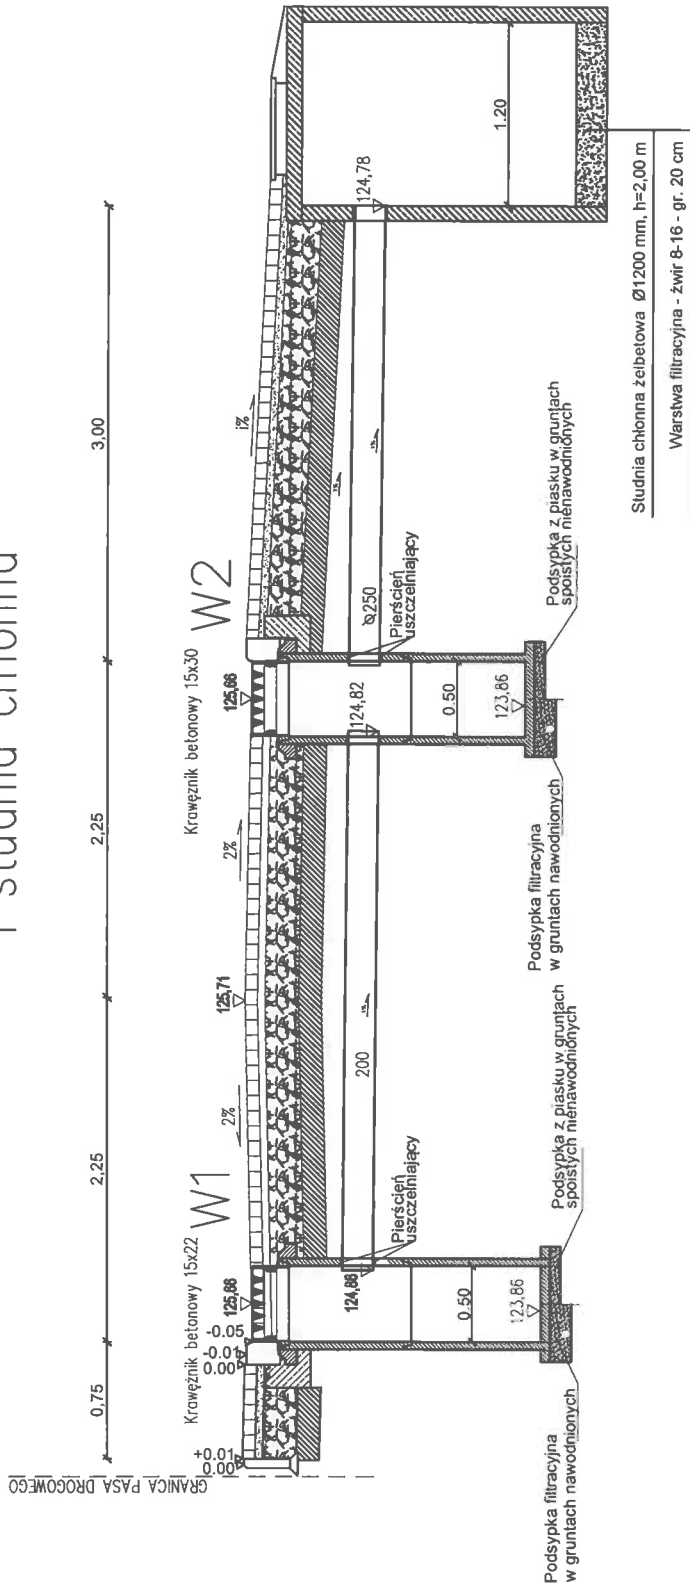 i studnia chłonna
0,75
2,25
2,25
3,00
GRANICA PASA DROGOWEGO
Krawężnik betonowy 15x22
W1
Krawężnik betonowy 15x30
W2
+0.01
0.00
-0.05
-0.01
0.00
125,66
2%
125,71
2%
125,66
i%
124,86
200
124,82
ø250
124,78
Pierścień
uszczelniający
Pierścień
uszczelniający
0.50
123,86
0.50
123,86
1.20
Podsypka filtracyjna
w gruntach nawodnionych
Podsypka z piasku w gruntach
spoistych nienawodnionych
Podsypka filtracyjna
w gruntach nawodnionych
Podsypka z piasku w gruntach
spoistych nienawodnionych
Studnia chłonna żelbetowa Ø1200 mm, h=2,00 m
Warstwa filtracyjna - żwir 8-16 - gr. 20 cm